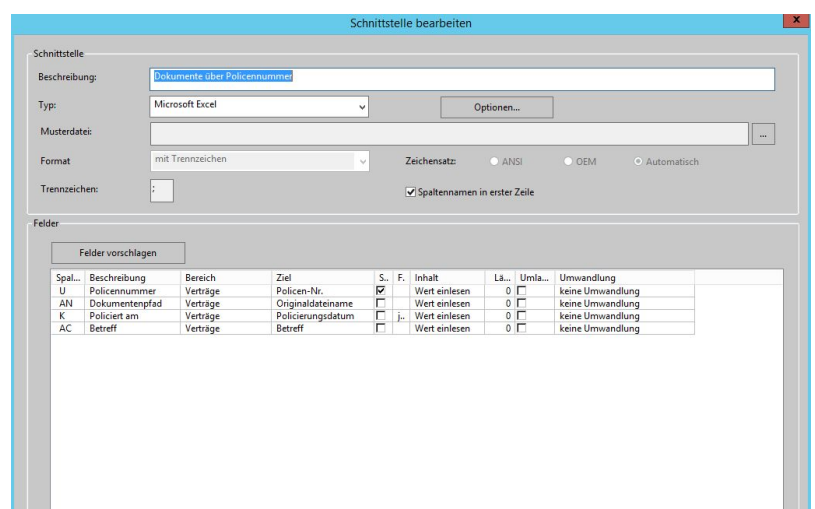 Schnittstelle bearbeiten
x
Schnittstelle
Beschreibung: Dokumente über Policennummer
Typ: Microsoft Excel Optionen...
Musterdatei: ...
Format mit Trennzeichen Zeichensatz: ANSI OEM Automatisch
Trennzeichen: ; Spaltennamen in erster Zeile
Felder
Felder vorschlagen
Spal... Beschreibung Bereich Ziel S.. F. Inhalt Lä... Umla... Umwandlung
U Policennummer Verträge Policen-Nr. Wert einlesen 0 keine Umwandlung
AN Dokumentenpfad Verträge Originaldateiname Wert einlesen 0 keine Umwandlung
K Policiert am Verträge Policierungsdatum j.. Wert einlesen 0 keine Umwandlung
AC Betreff Verträge Betreff Wert einlesen 0 keine Umwandlung